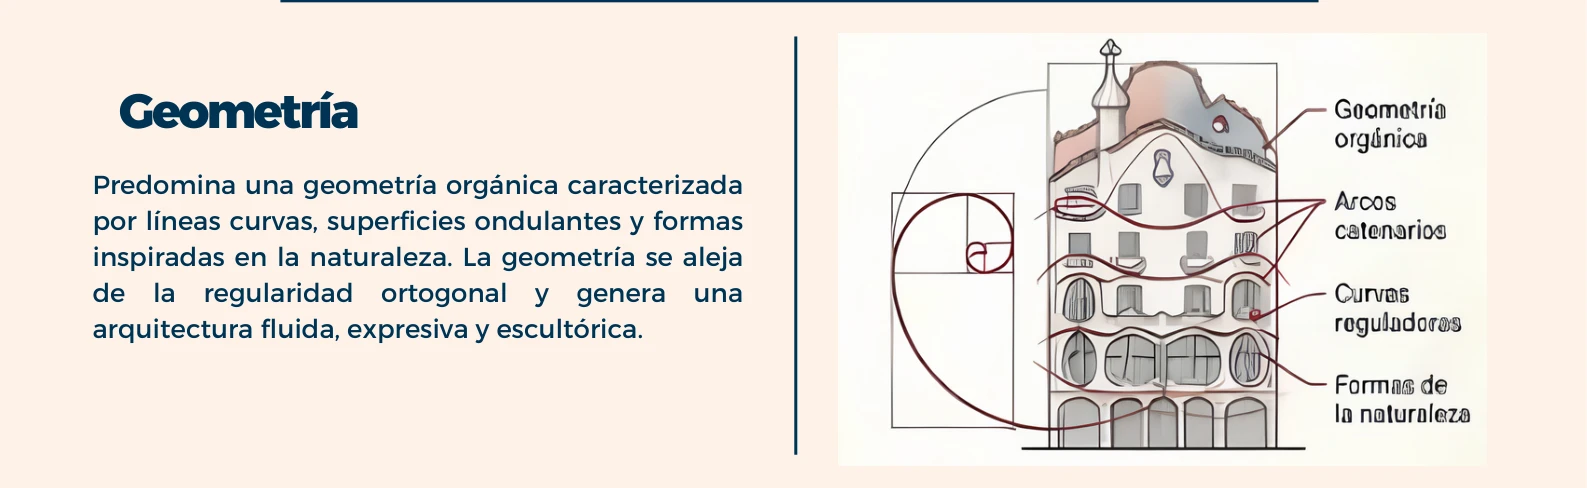 Geometría
Predomina una geometría orgánica caracterizada
por líneas curvas, superficies ondulantes y formas
inspiradas en la naturaleza. La geometría se aleja
de la regularidad ortogonal y genera una
arquitectura fluida, expresiva y escultórica.
Geometría
orgánica
Arcos
catenarios
Curvas
reguladoras
Formas de
la naturaleza